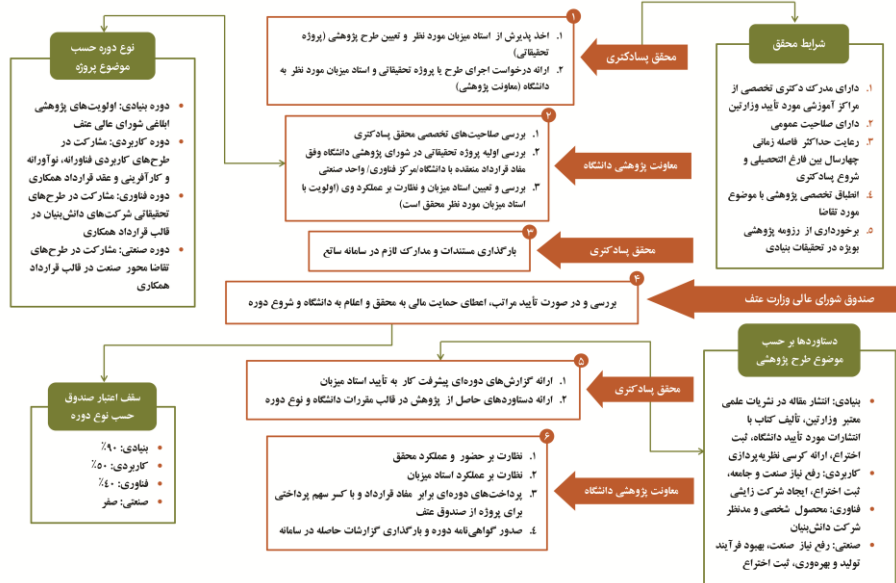 شرایط محقق
۱. دارای مدرک دکتری تخصصی از
مراکز آموزشی مورد تأیید وزارتین
۲. دارای صلاحیت عمومی
۳. رعایت حداکثر فاصله زمانی
چهارسال بین فارغ التحصیلی و
شروع پسادکتری
۴. انطباق تخصصی پژوهشی با موضوع
مورد تقاضا
۵. برخورداری از رزومه پژوهشی
بویژه در تحقیقات بنیادی
محقق پسادکتری
۱
۱. اخذ پذیرش از استاد میزبان مورد نظر و تعیین طرح پژوهشی (پروژه
تحقیقاتی)
۲. ارائه درخواست اجرای طرح یا پروژه تحقیقاتی و استاد میزبان مورد نظر به
دانشگاه (معاونت پژوهشی)
معاونت پژوهشی دانشگاه
۲
۱. بررسی صلاحیت‌های تخصصی محقق پسادکتری
۲. بررسی اولیه پروژه تحقیقاتی در شورای پژوهشی دانشگاه وفق
مفاد قرارداد منعقده با دانشگاه/مرکز فناوری/ واحد صنعتی
۳. بررسی و تعیین استاد میزبان و نظارت بر عملکرد وی (اولویت با
استاد میزبان مورد نظر محقق است)
نوع دوره حسب
موضوع پروژه
• دوره بنیادی: اولویت‌های پژوهشی
ابلاغی شورای عالی عتف
• دوره کاربردی: مشارکت در
طرح‌های کاربردی فناورانه، نوآورانه
و کارآفرینی و عقد قرارداد همکاری
• دوره فناوری: مشارکت در طرح‌های
تحقیقاتی شرکت‌های دانش‌بنیان در
قالب قرارداد همکاری
• دوره صنعتی: مشارکت در طرح‌های
تقاضا محور صنعت در قالب قرارداد
همکاری
محقق پسادکتری
۳
بارگذاری مستندات و مدارک لازم در سامانه ساتع
صندوق شورای عالی وزارت عتف
۴
بررسی و در صورت تأیید مراتب، اعطای حمایت مالی به محقق و اعلام به دانشگاه و شروع دوره
دستاوردها بر حسب
موضوع طرح پژوهشی
• بنیادی: انتشار مقاله در نشریات علمی
معتبر وزارتین، تألیف کتاب با
انتشارات مورد تأیید دانشگاه، ثبت
اختراع، ارائه کرسی نظریه‌پردازی
• کاربردی: رفع نیاز صنعت و جامعه،
ثبت اختراع، ایجاد شرکت زایشی
• فناوری: محصول شخصی و مدنظر
شرکت دانش‌بنیان
• صنعتی: رفع نیاز صنعت، بهبود فرآیند
تولید و بهره‌وری، ثبت اختراع
محقق پسادکتری
۵
۱. ارائه گزارش‌های دوره‌ای پیشرفت کار به تأیید استاد میزبان
۲. ارائه دستاوردهای حاصل از پژوهش در قالب مقررات دانشگاه و نوع دوره
معاونت پژوهشی دانشگاه
۶
۱. نظارت بر حضور و عملکرد محقق
۲. نظارت بر عملکرد استاد میزبان
۳. پرداخت‌های دوره‌ای برابر مفاد قرارداد و با کسر سهم پرداختی
برای پروژه از صندوق عتف
۴. صدور گواهی‌نامه دوره و بارگذاری گزارشات حاصله در سامانه
سقف اعتبار صندوق
حسب نوع دوره
• بنیادی: ۹۰٪
• کاربردی: ۵۰٪
• فناوری: ۴۰٪
• صنعتی: صفر